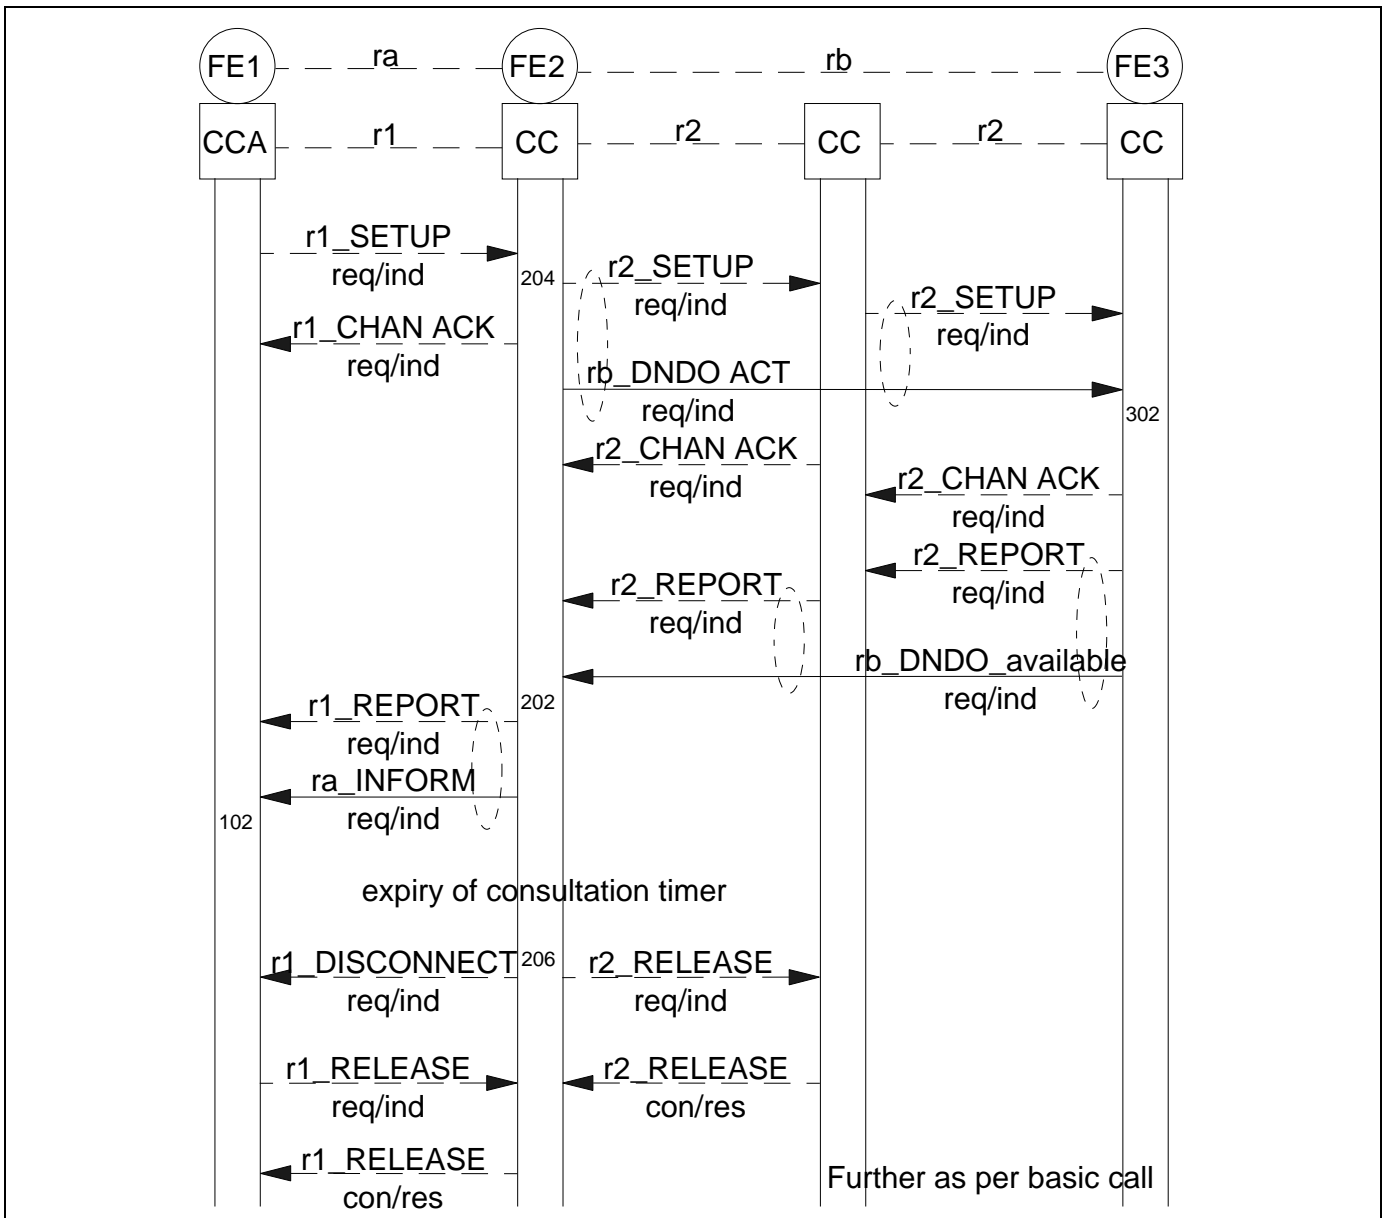 FE1 ra FE2 rb FE3
CCA r1 CC r2 CC r2 CC
r1_SETUP
req/ind
204
r2_SETUP
req/ind
r2_SETUP
req/ind
r1_CHAN ACK
req/ind
rb_DNDO ACT
req/ind
302
r2_CHAN ACK
req/ind
r2_CHAN ACK
req/ind
r2_REPORT
req/ind
r2_REPORT
req/ind
rb_DNDO_available
req/ind
202
r1_REPORT
req/ind
ra_INFORM
req/ind
102
expiry of consultation timer
r1_DISCONNECT
req/ind
206
r2_RELEASE
req/ind
r1_RELEASE
req/ind
r2_RELEASE
con/res
r1_RELEASE
con/res
Further as per basic call